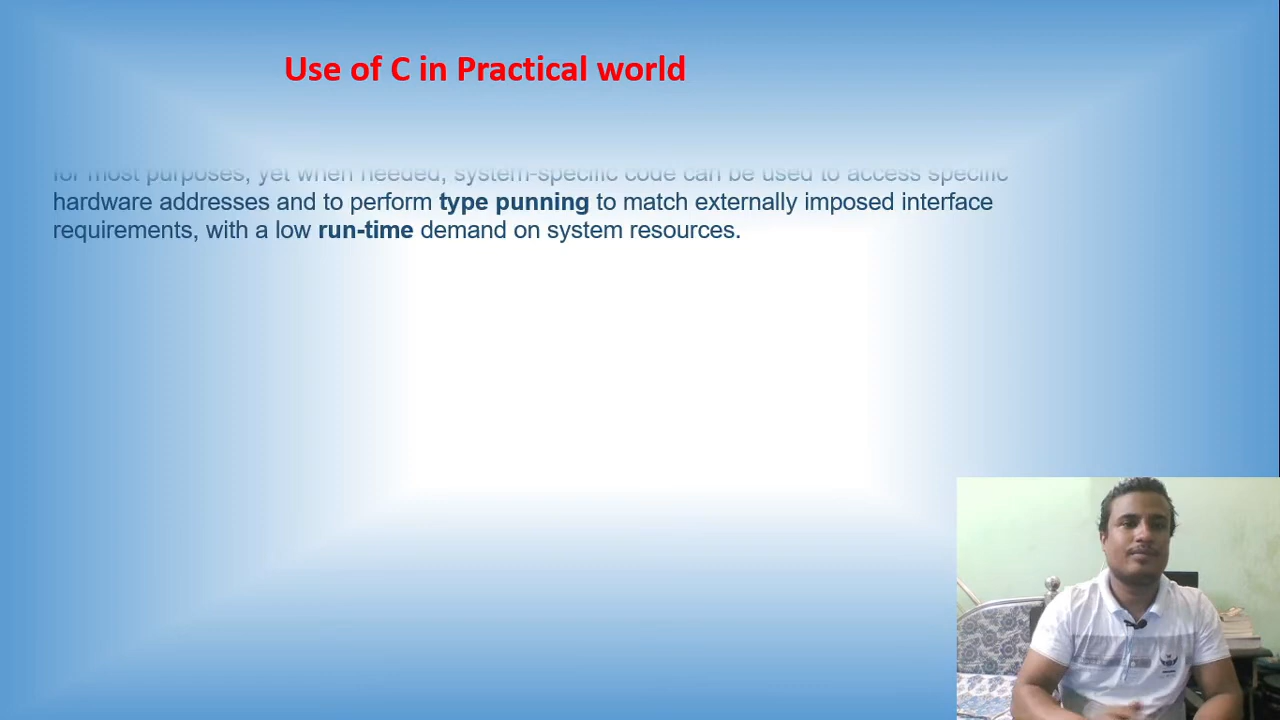 Use of C in Practical world
for most purposes, yet when needed, system-specific code can be used to access specific
hardware addresses and to perform type punning to match externally imposed interface
requirements, with a low run-time demand on system resources.